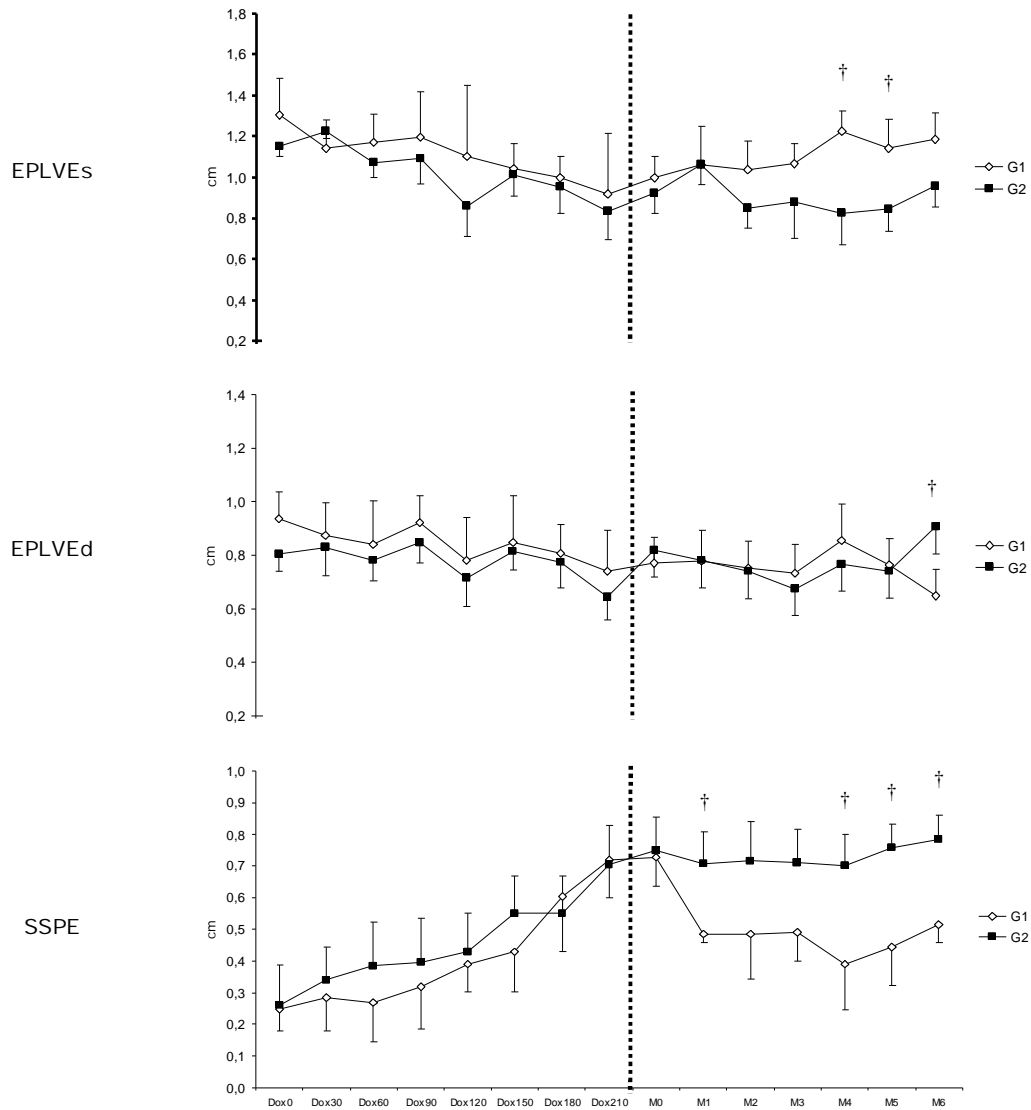 EPLVEs
cm
1,8
1,6
1,4
1,2
1,0
0,8
0,6
0,4
0,2
† †
G1
G2
EPLVEd
cm
1,4
1,2
1,0
0,8
0,6
0,4
0,2
†
G1
G2
SSPE
cm
1,0
0,9
0,8
0,7
0,6
0,5
0,4
0,3
0,2
0,1
0,0
† † † †
G1
G2
Dox0 Dox30 Dox60 Dox90 Dox120 Dox150 Dox180 Dox210 M0 M1 M2 M3 M4 M5 M6